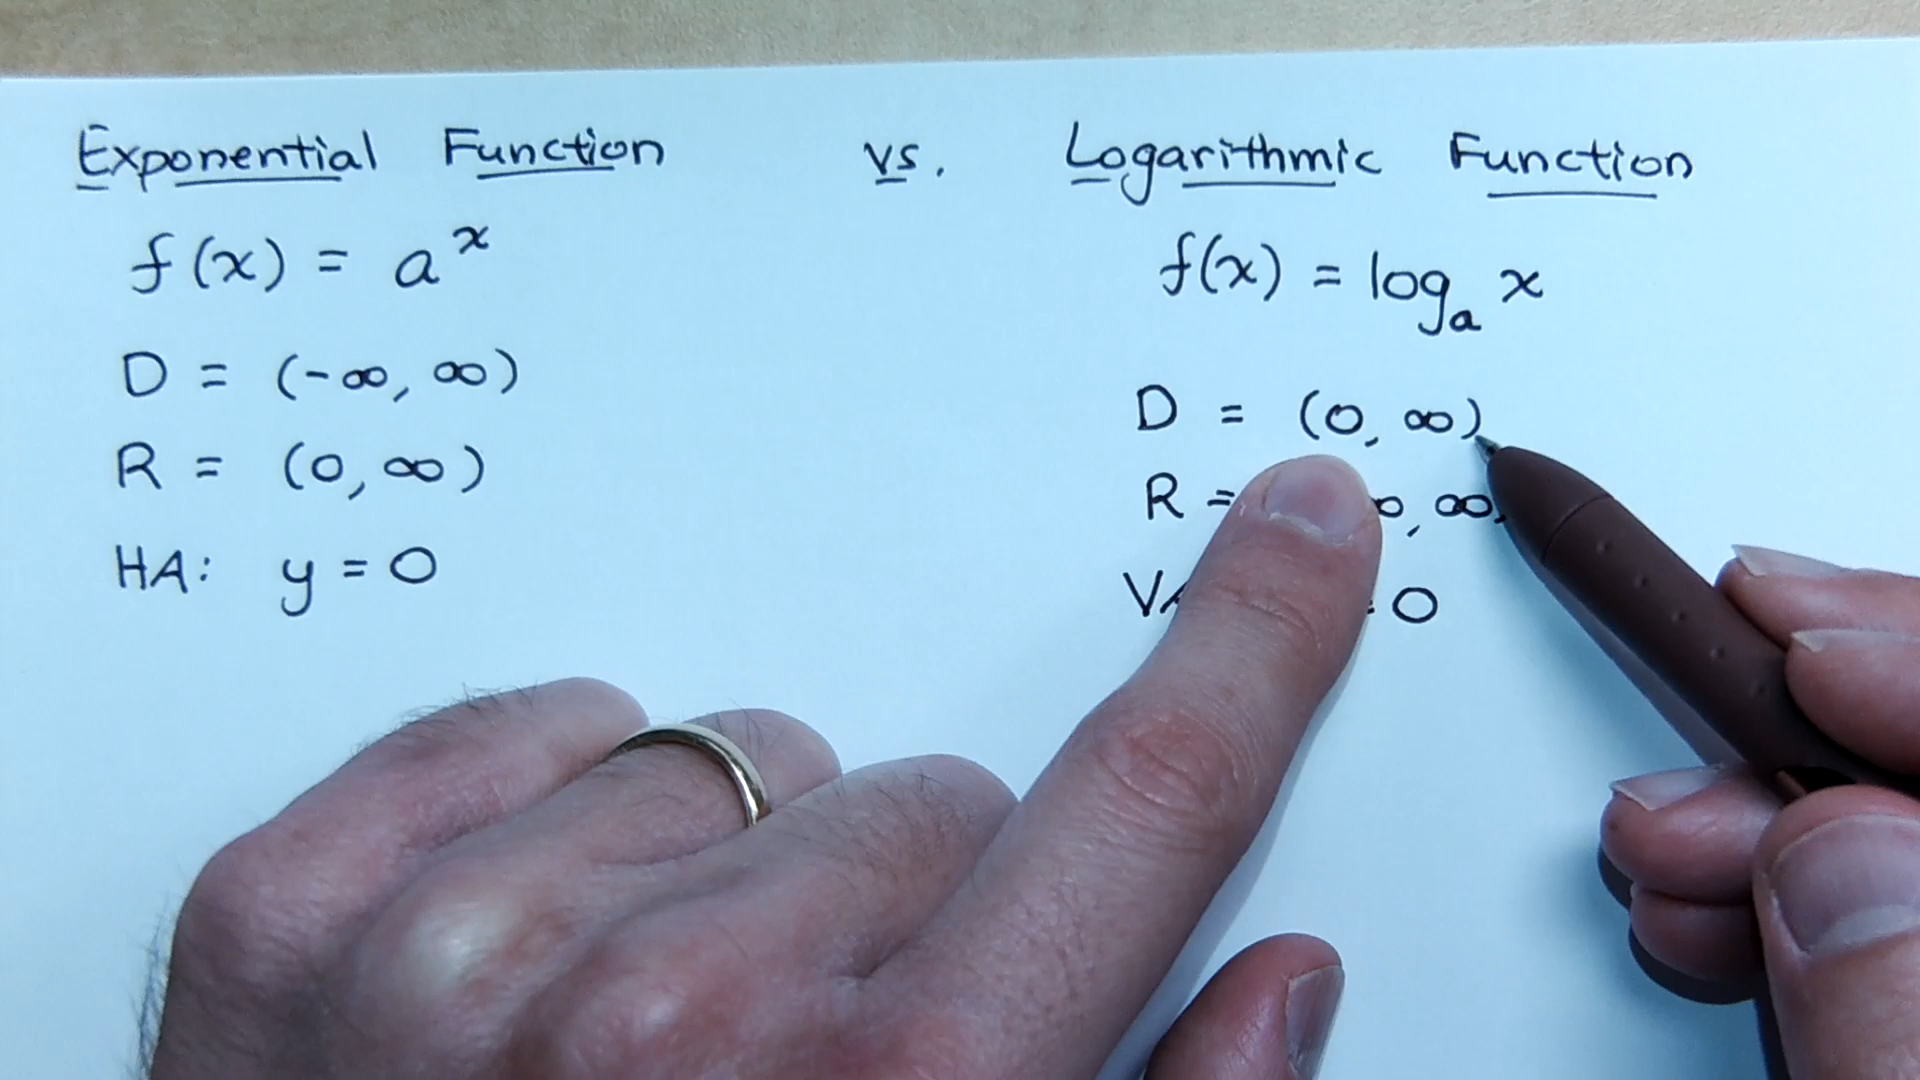 Exponential Function vs. Logarithmic Function
f(x) = a^x
f(x) = log_a x
D = (-∞, ∞)
D = (0, ∞)
R = (0, ∞)
R = ∞, ∞
HA: y = 0
0